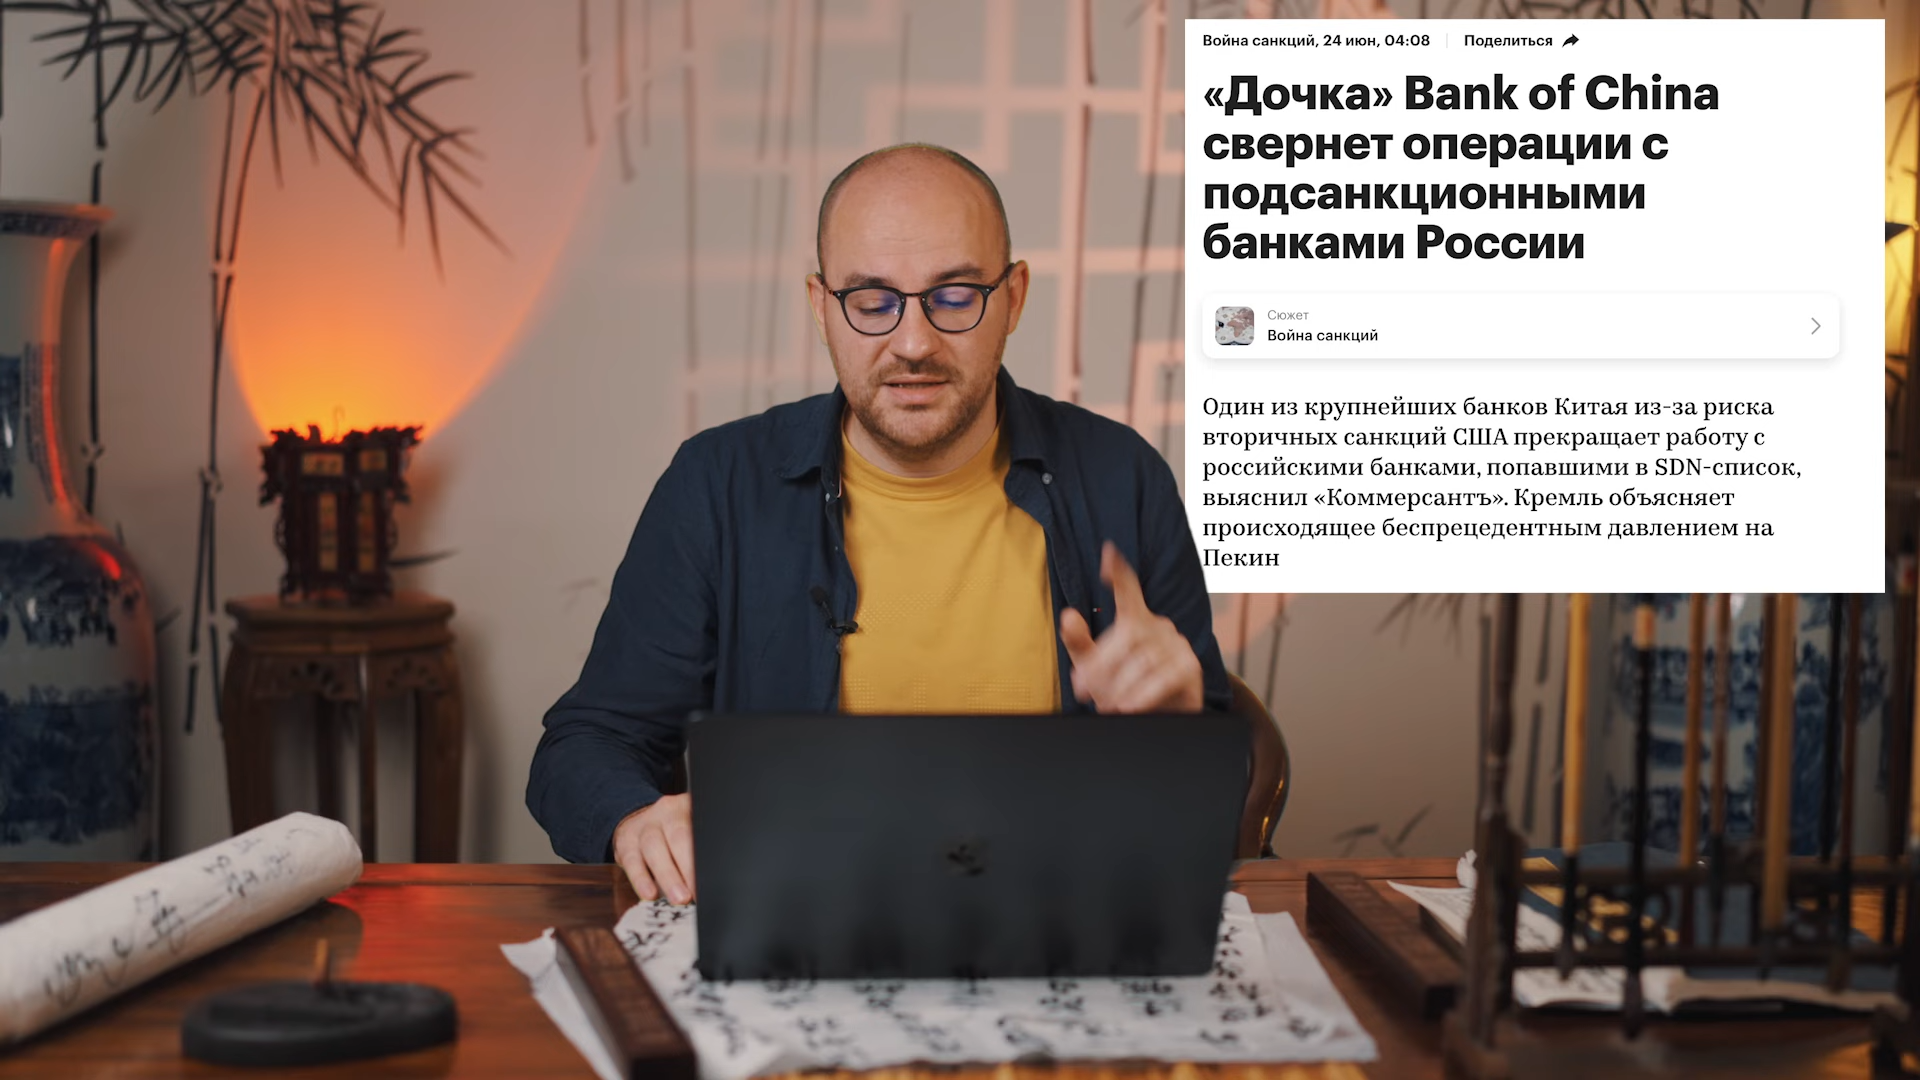 Война санкций, 24 июн, 04:08
Поделиться
«Дочка» Bank of China
свернет операции с
подсанкционными
банками России
Сюжет
Война санкций
Один из крупнейших банков Китая из-за риска
вторичных санкций США прекращает работу с
российскими банками, попавшими в SDN-список,
выяснил «Коммерсантъ». Кремль объясняет
происходящее беспрецедентным давлением на
Пекин